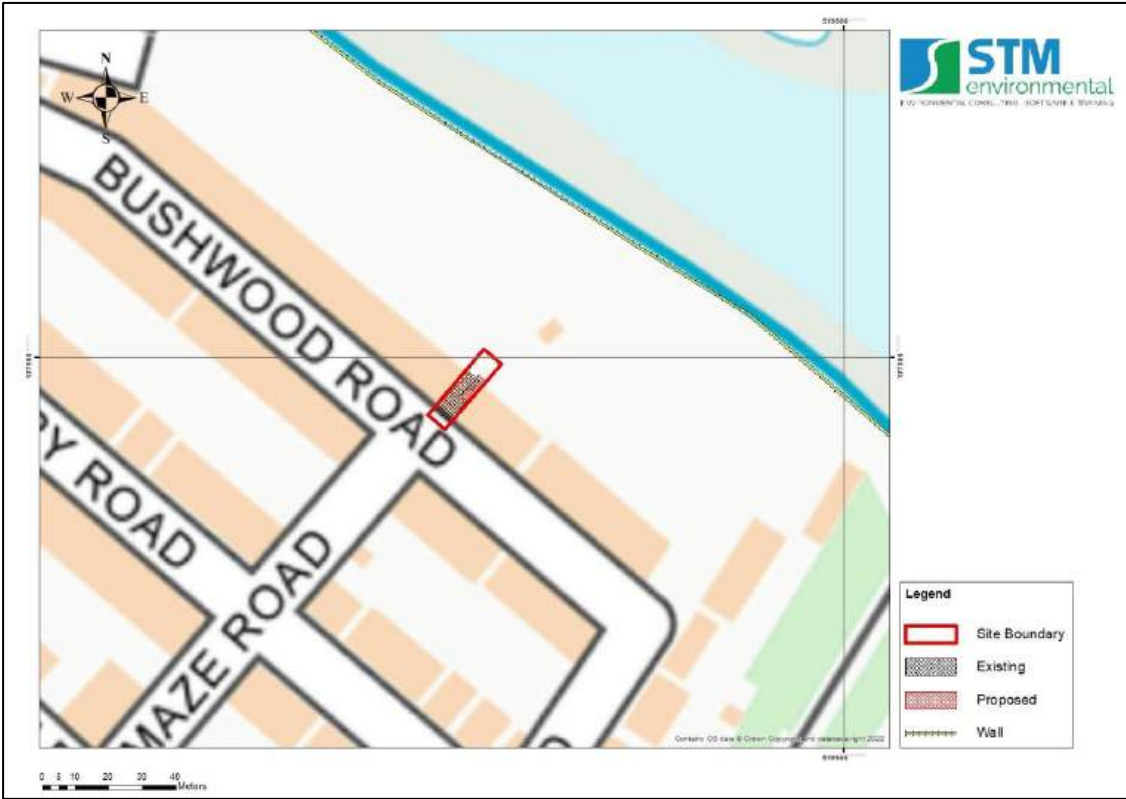 N
W E
S
STM
environmental
BUSHWOOD ROAD
ROAD
MAZE ROAD
Legend
Site Boundary
Existing
Proposed
Wall
0 5 10 20 30 40
Meters